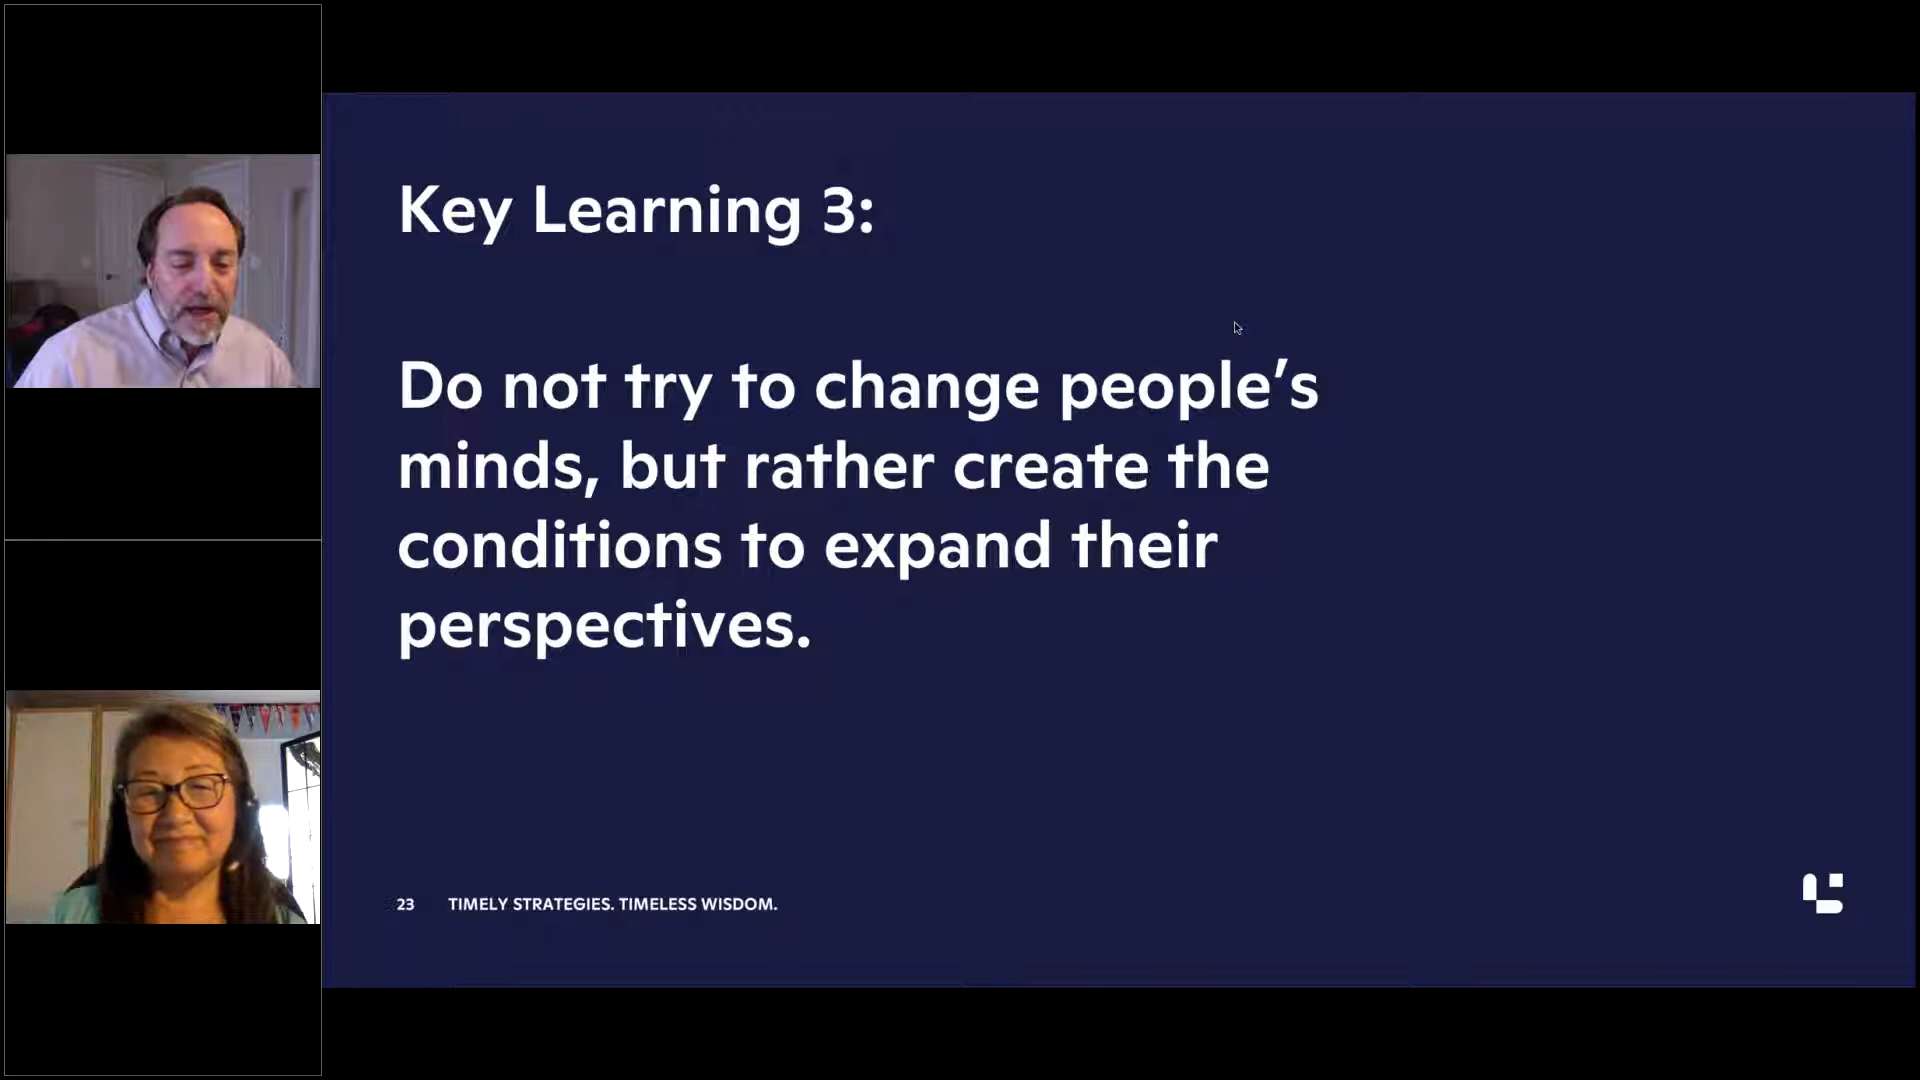 Key Learning 3:
Do not try to change people’s
minds, but rather create the
conditions to expand their
perspectives.
23 TIMELY STRATEGIES. TIMELESS WISDOM.